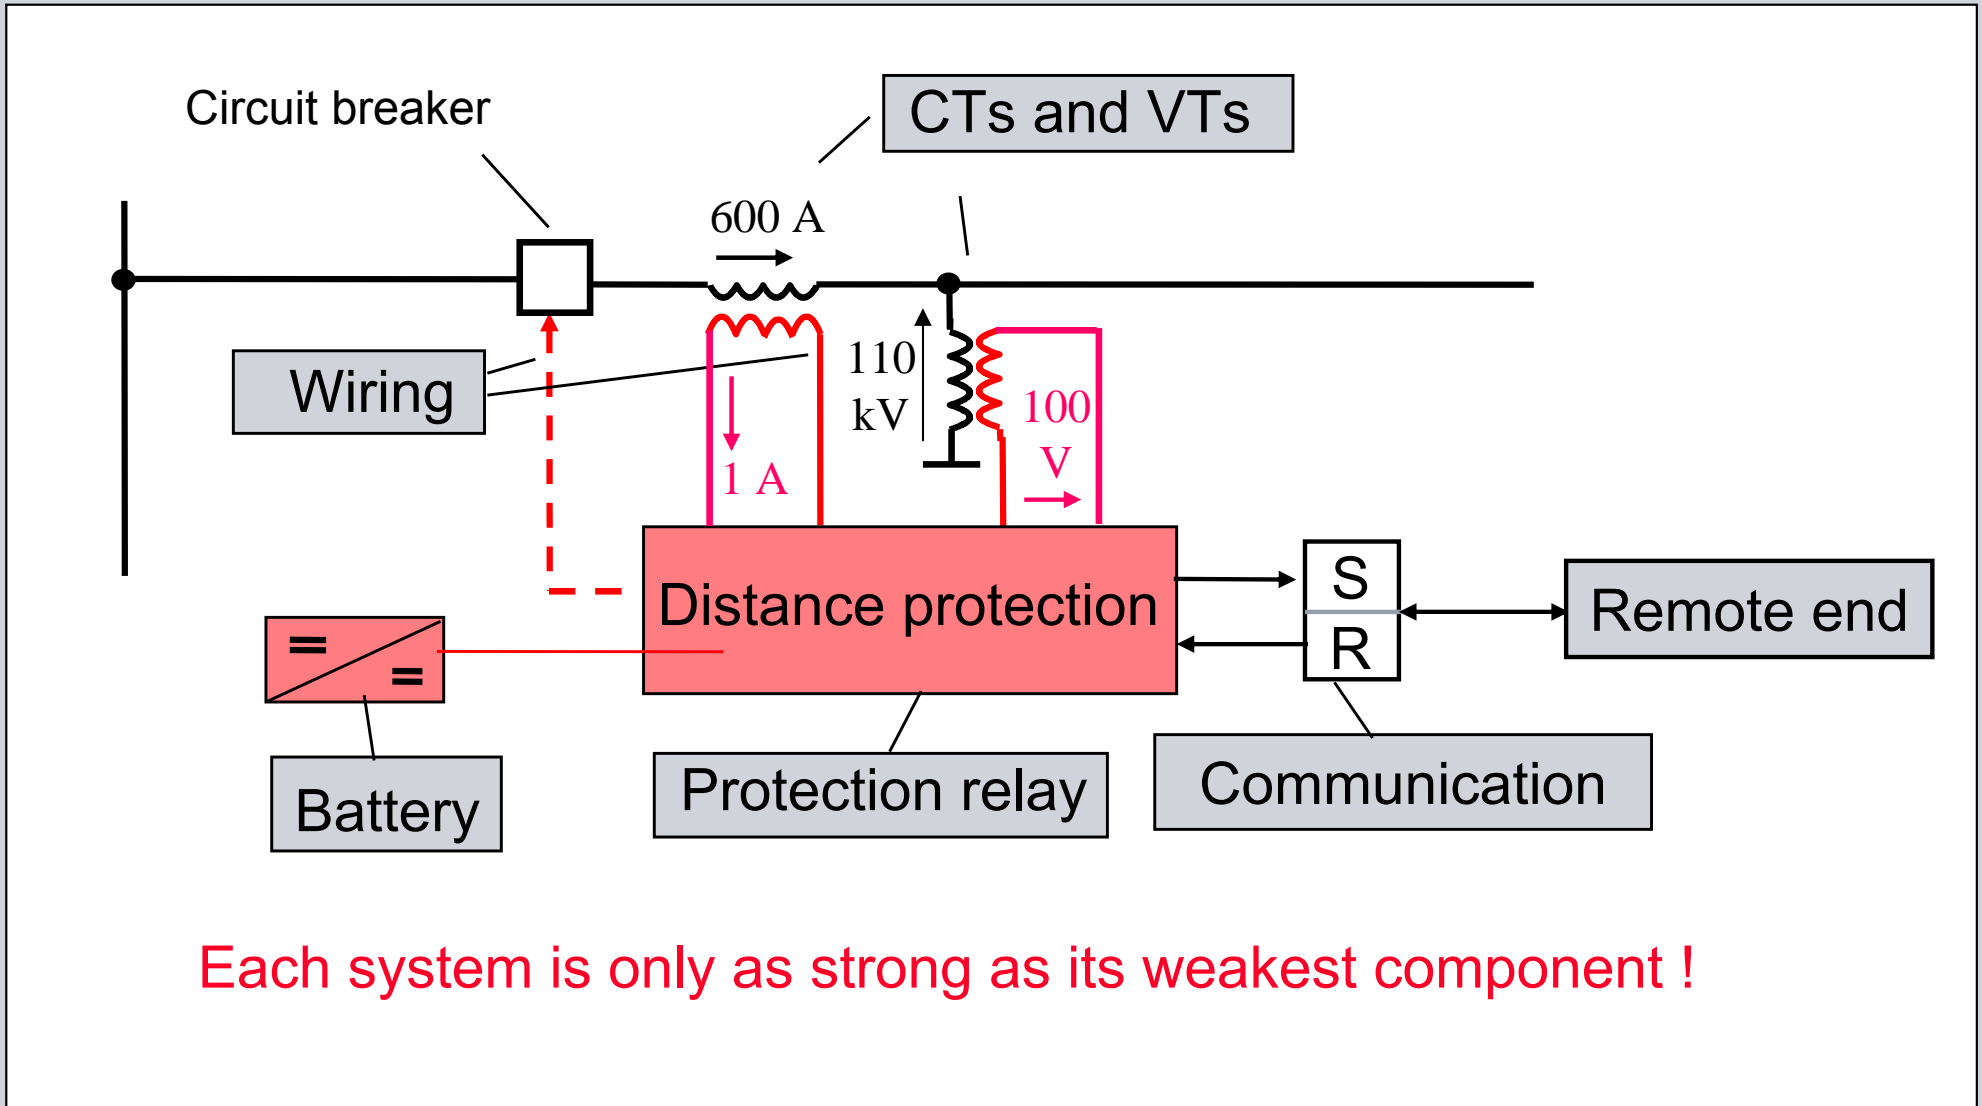 Circuit breaker
CTs and VTs
600 A
Wiring
110
kV
100
V
1 A
Distance protection
S
R
Remote end
Battery
Protection relay
Communication
Each system is only as strong as its weakest component !